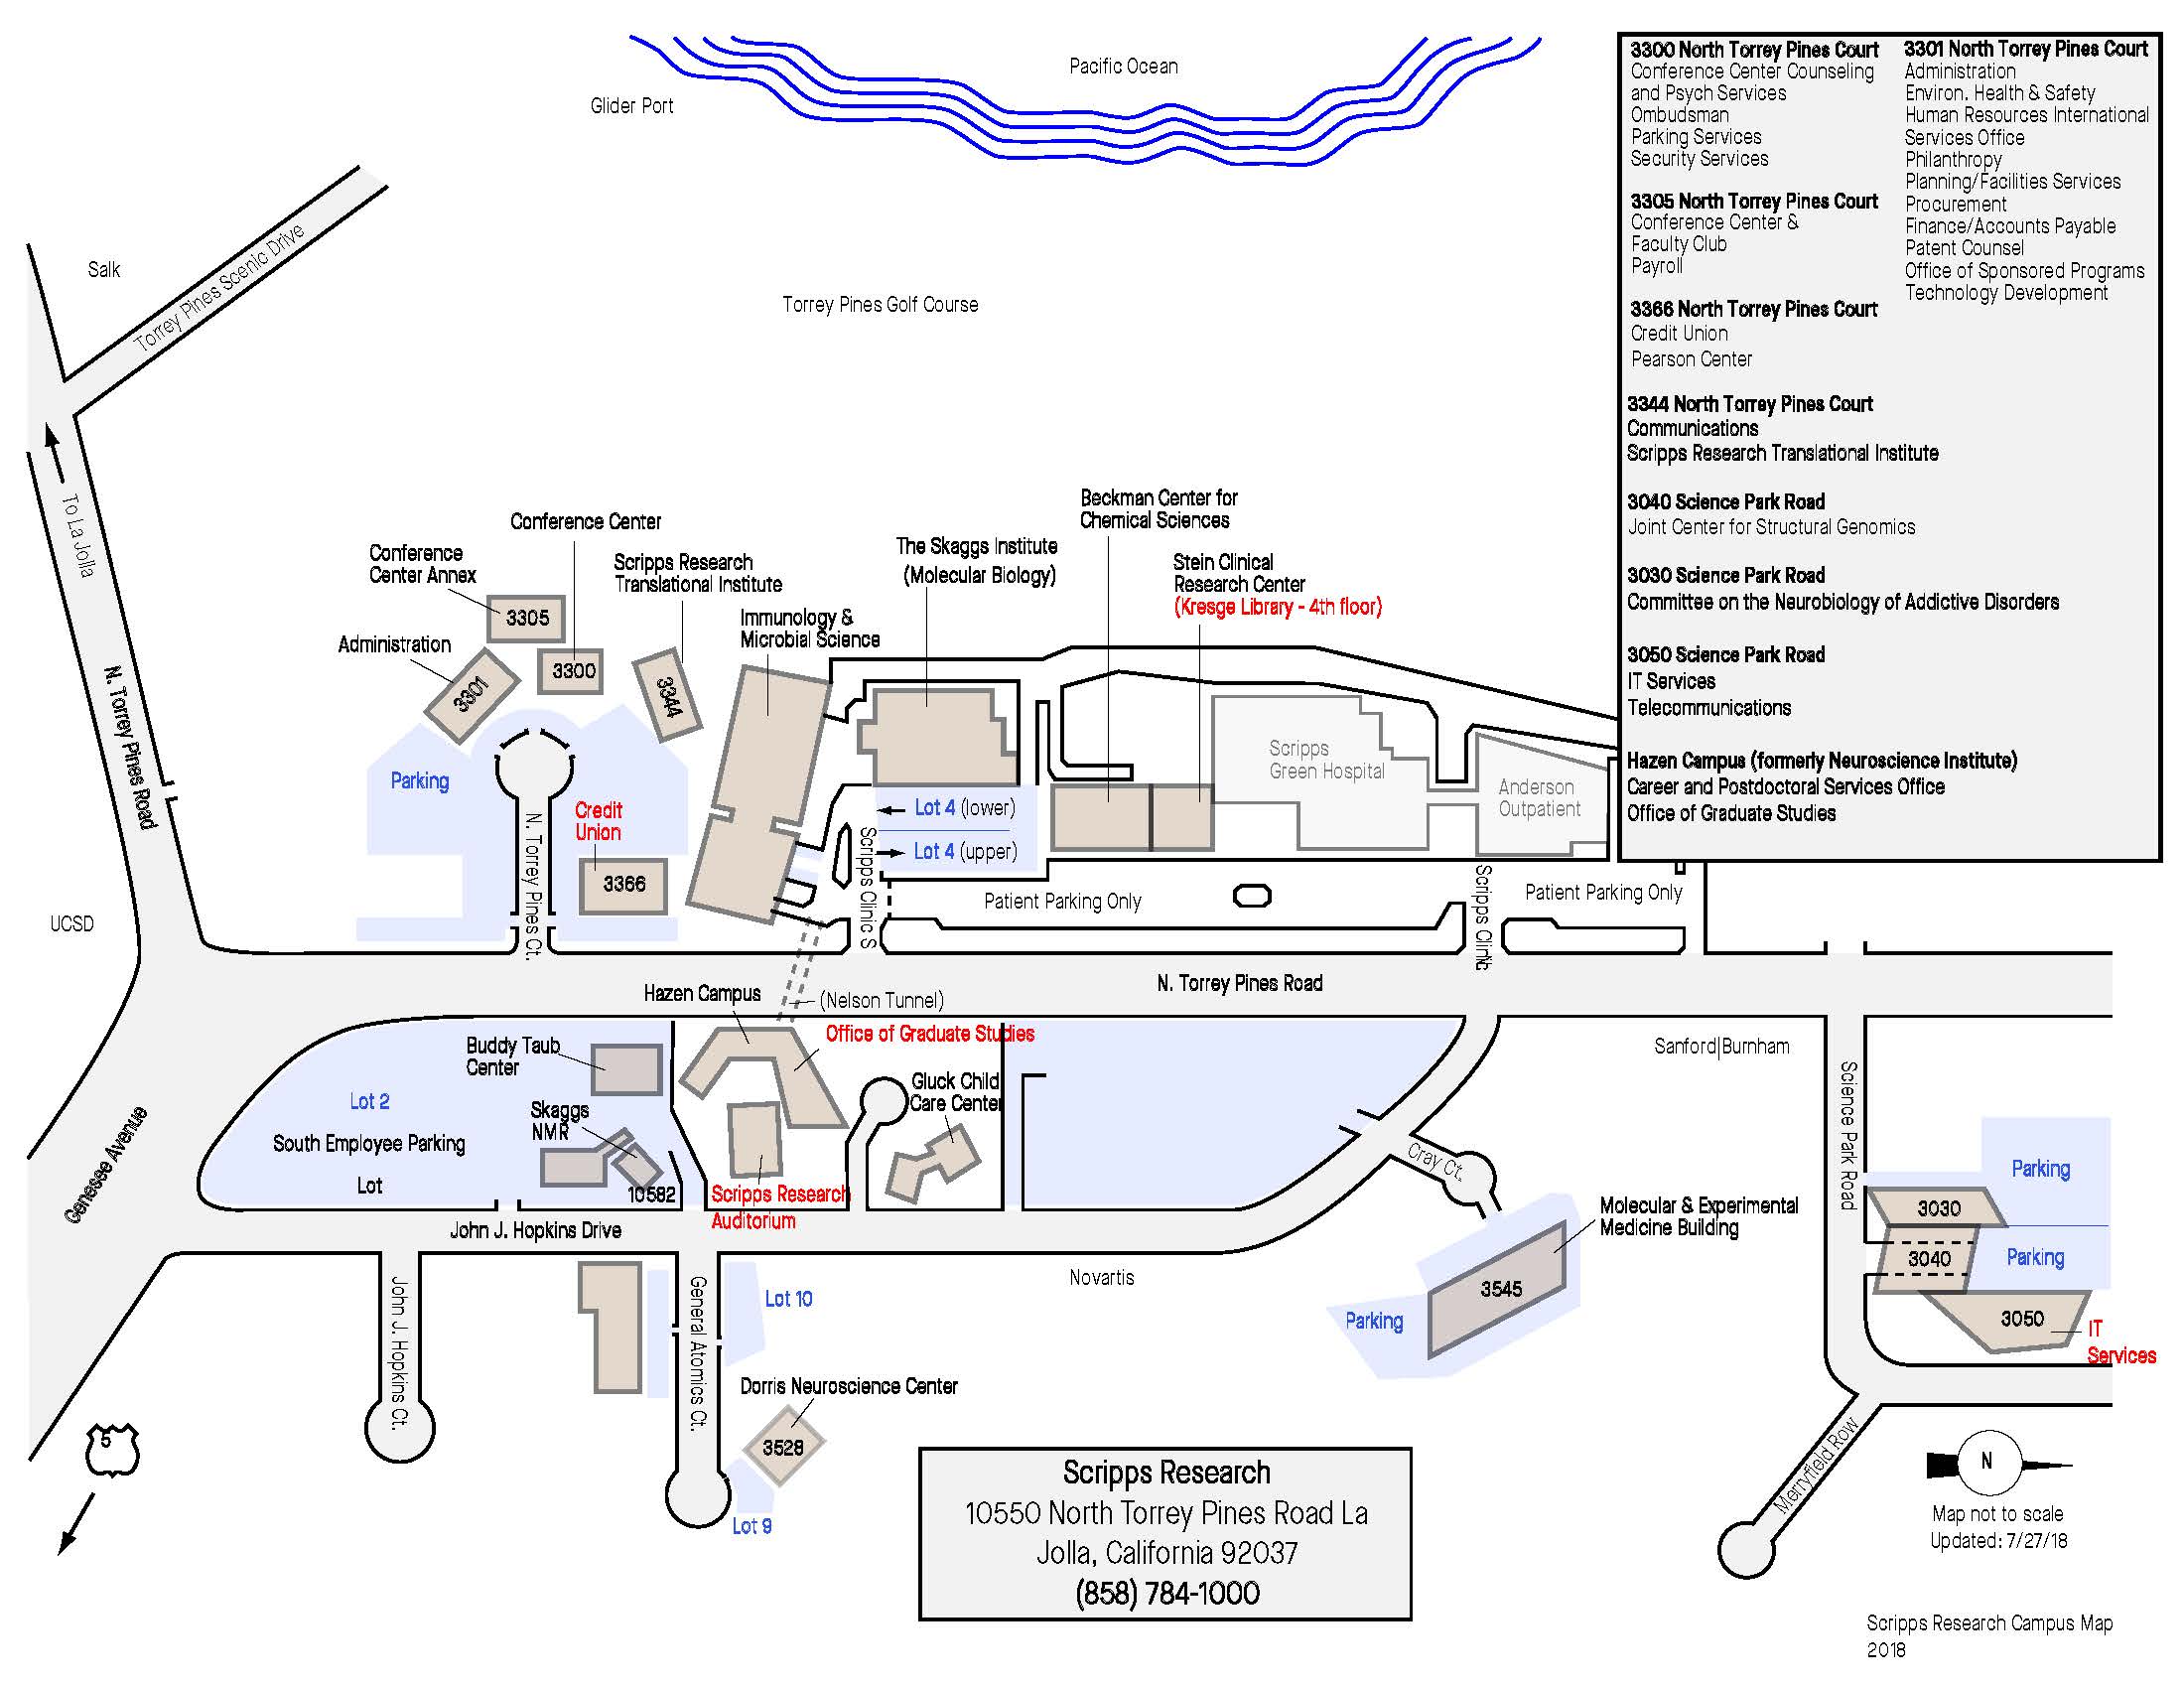 Pacific Ocean
Glider Port
Salk
Torrey Pines Scenic Drive
Torrey Pines Golf Course
To La Jolla
N. Torrey Pines Road
UCSD
Genesee Avenue
5
3300 North Torrey Pines Court
Conference Center Counseling
and Psych Services
Ombudsman
Parking Services
Security Services
3305 North Torrey Pines Court
Conference Center &
Faculty Club
Payroll
3366 North Torrey Pines Court
Credit Union
Pearson Center
3301 North Torrey Pines Court
Administration
Environ. Health & Safety
Human Resources International
Services Office
Philanthropy
Planning/Facilities Services
Procurement
Finance/Accounts Payable
Patent Counsel
Office of Sponsored Programs
Technology Development
3344 North Torrey Pines Court
Communications
Scripps Research Translational Institute
3040 Science Park Road
Joint Center for Structural Genomics
3030 Science Park Road
Committee on the Neurobiology of Addictive Disorders
3050 Science Park Road
IT Services
Telecommunications
Hazen Campus (formerly Neuroscience Institute)
Career and Postdoctoral Services Office
Office of Graduate Studies
Conference Center
Conference
Center Annex
Administration
3305
3300
3301
Scripps Research
Translational Institute
3344
Immunology &
Microbial Science
The Skaggs Institute
(Molecular Biology)
Beckman Center for
Chemical Sciences
Stein Clinical
Research Center
(Kresge Library - 4th floor)
Scripps
Green Hospital
Anderson
Outpatient
Parking
Credit
Union
3366
N. Torrey Pines Ct.
Lot 4 (lower)
Lot 4 (upper)
Scripps Clinic S
Patient Parking Only
Scripps Clinic
Patient Parking Only
N. Torrey Pines Road
(Nelson Tunnel)
Hazen Campus
Office of Graduate Studies
Buddy Taub
Center
Lot 2
South Employee Parking
Lot
Skaggs
NMR
10582
Scripps Research
Auditorium
Gluck Child
Care Center
John J. Hopkins Drive
John J. Hopkins Ct.
General Atomics Ct.
Lot 10
Dorris Neuroscience Center
3528
Lot 9
Novartis
Cray Ct.
Molecular & Experimental
Medicine Building
3545
Parking
Sanford|Burnham
Science Park Road
Parking
3030
3040
Parking
3050
IT
Services
Merryfield Row
N
Map not to scale
Updated: 7/27/18
Scripps Research
10550 North Torrey Pines Road La
Jolla, California 92037
(858) 784-1000
Scripps Research Campus Map
2018